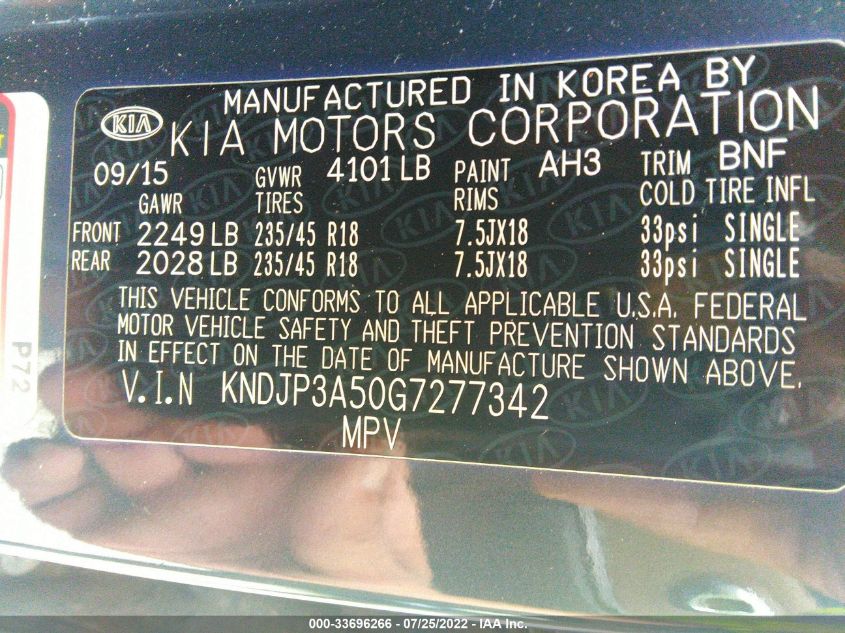 MANUFACTURED IN KOREA BY
KIA KIA MOTORS CORPORATION
09/15 GVWR 4101 LB PAINT AH3 TRIM BNF
GAWR TIRES RIMS COLD TIRE INFL
FRONT 2249 LB 235/45 R18 7.5JX18 33psi SINGLE
REAR 2028 LB 235/45 R18 7.5JX18 33psi SINGLE
THIS VEHICLE CONFORMS TO ALL APPLICABLE U.S.A. FEDERAL
MOTOR VEHICLE SAFETY AND THEFT PREVENTION STANDARDS
IN EFFECT ON THE DATE OF MANUFACTURE SHOWN ABOVE.
V.I.N KNDJP3A50G7277342
MPV
P72
000-33696266 - 07/25/2022 - IAA Inc.